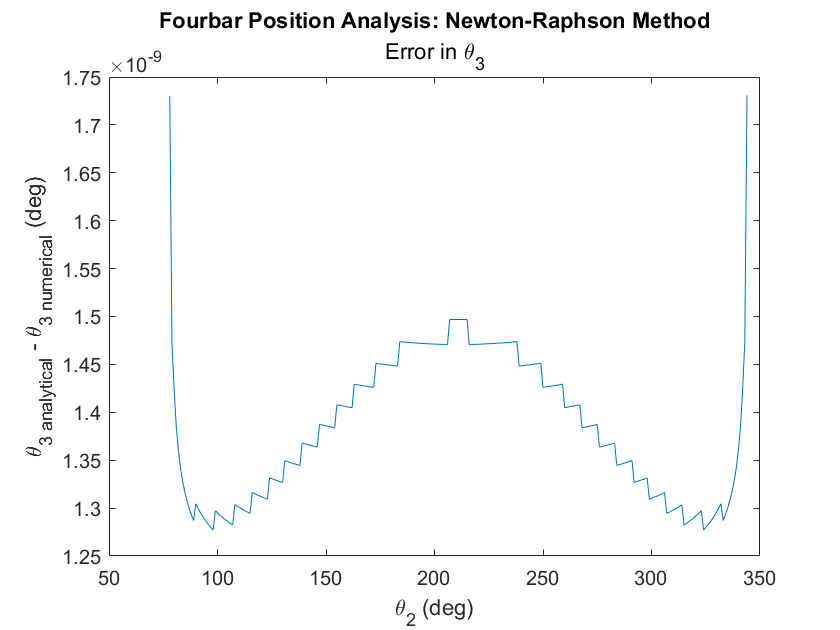 Fourbar Position Analysis: Newton-Raphson Method
Error in θ3
×10-9
1.75
1.7
1.65
1.6
1.55
1.5
1.45
1.4
1.35
1.3
1.25
θ3 analytical - θ3 numerical (deg)
50 100 150 200 250 300 350
θ2 (deg)